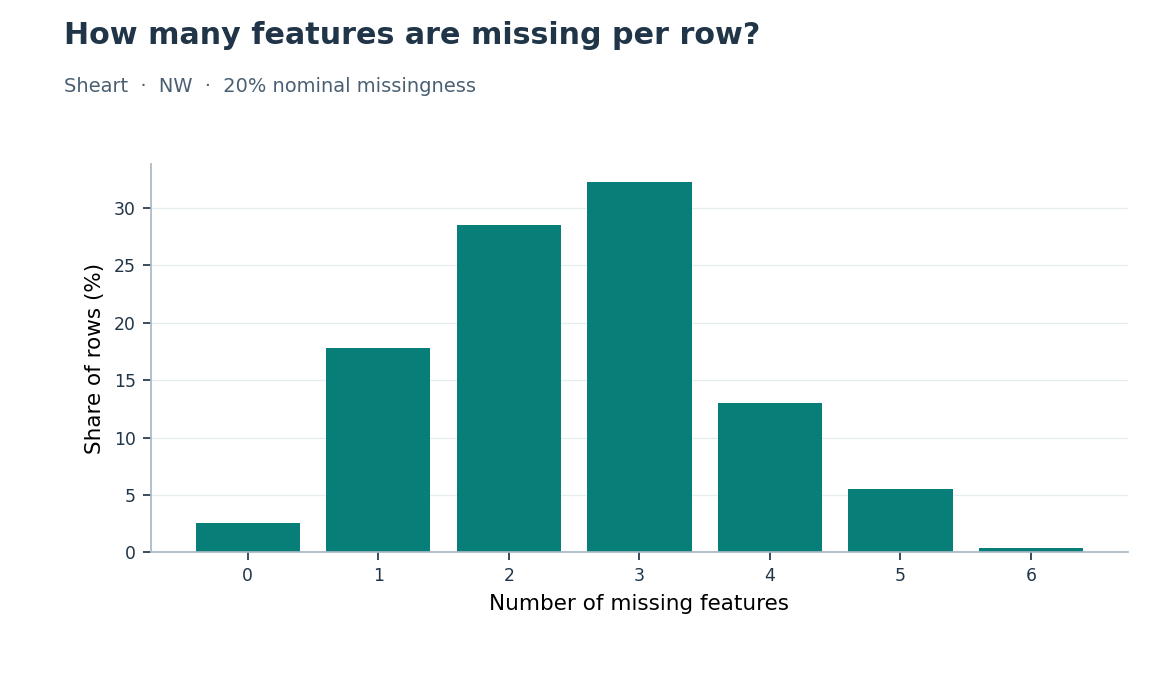 How many features are missing per row?
Sheart · NW · 20% nominal missingness
30
25
20
15
10
5
0
Share of rows (%)
0 1 2 3 4 5 6
Number of missing features